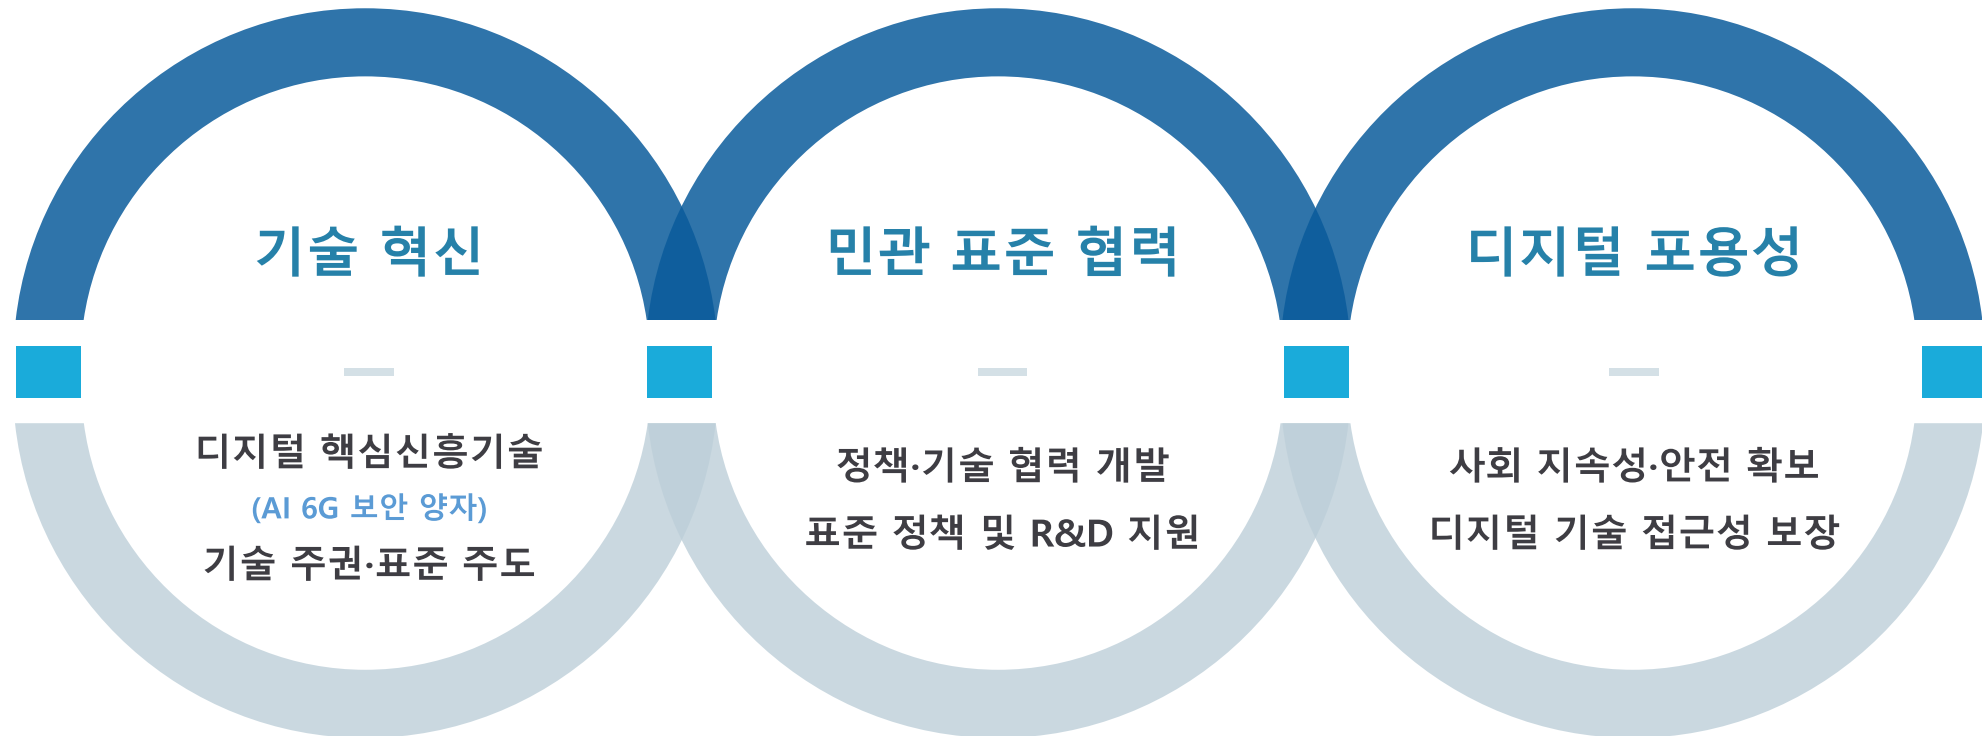 기술 혁신
디지털 핵심신흥기술
(AI 6G 보안 양자)
기술 주권·표준 주도
민관 표준 협력
정책·기술 협력 개발
표준 정책 및 R&D 지원
디지털 포용성
사회 지속성·안전 확보
디지털 기술 접근성 보장